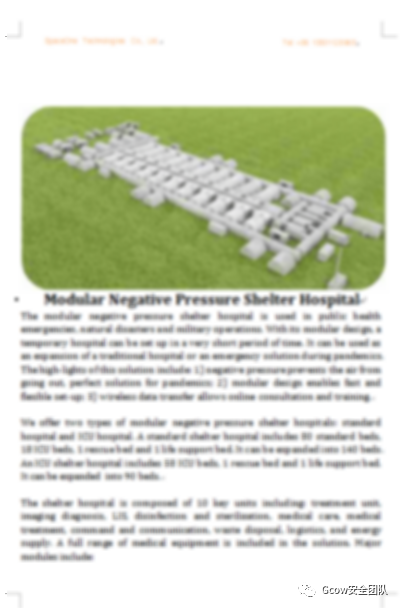 Modular Negative Pressure Shelter Hospital
The modular negative pressure shelter hospital is used in public health
emergencies, natural disasters and military operations. With its modular design, a
temporary hospital can be set up in a very short period of time. It can be used as
an expansion of a traditional hospital or an emergency solution during pandemics.
The high-lights of this solution include: 1) negative pressure prevents the air from
going out, perfect solution for pandemics; 2) modular design enables fast and
flexible set-up; 3) wireless data transfer allows online consultation and training.
We offer two types of modular negative pressure shelter hospitals: standard
hospital and ICU hospital. A standard shelter hospital includes standard beds,
ICU beds, 1 rescue bed and 1 life support bed. It can be expanded into beds.
An ICU shelter hospital includes ICU beds, 1 rescue bed and 1 life support bed.
It can be expanded into beds.
The shelter hospital is composed of 10 key units including: treatment unit,
imaging diagnosis, LIS, disinfection and sterilization, medical care, medical
treatment, command and communication, waste disposal, logistics, and energy
supply. A full range of medical equipment is included in the solution. Major
modules include:
Gcow安全团队